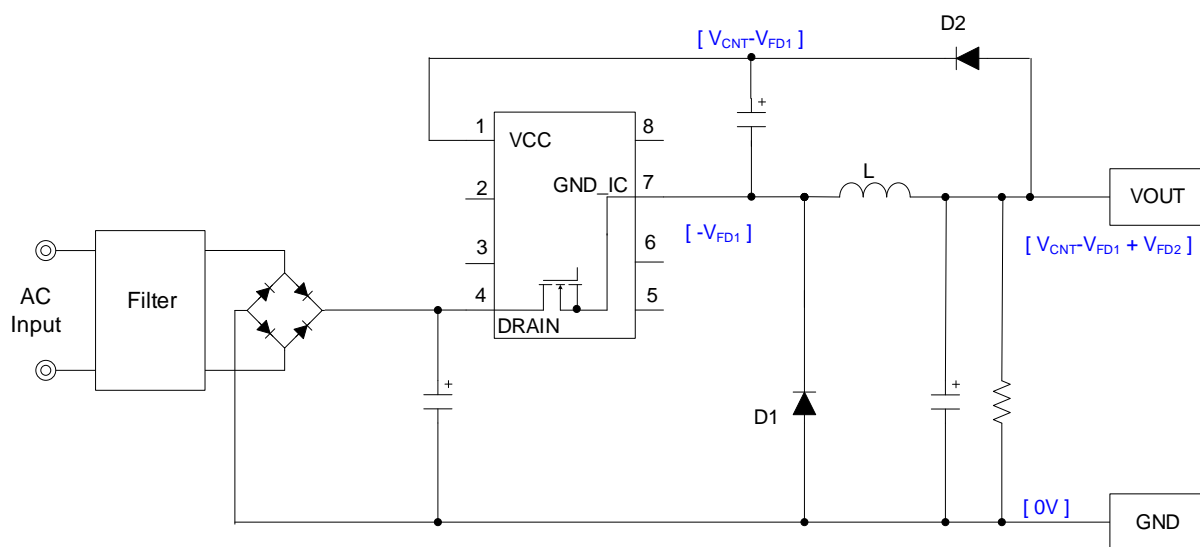 D2
[ VCNT-VFD1 ]
1
VCC
8
2
GND_IC
7
L
VOUT
[ -VFD1 ]
[ VCNT-VFD1 + VFD2 ]
3
6
AC
Input
Filter
4
5
DRAIN
+
+
+
D1
[ 0V ]
GND